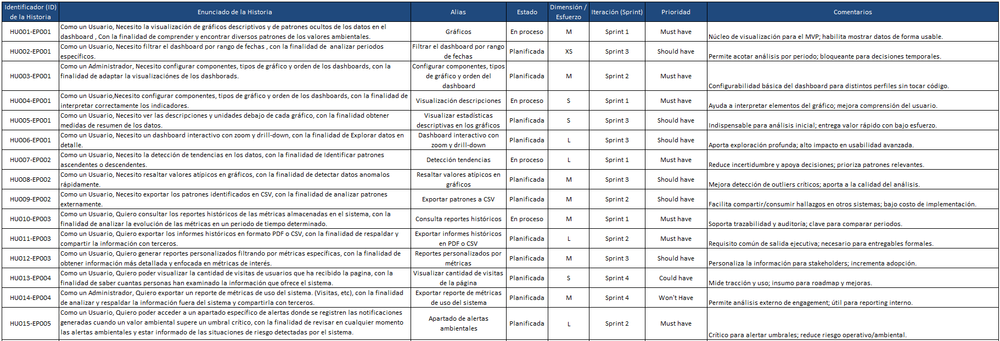 Identificador (ID) de la Historia | Enunciado de la Historia | Alias | Estado | Dimensión / Esfuerzo | Iteración (Sprint) | Prioridad | Comentarios
HU001-EP001 | Como un Usuario, Necesito la visualización de gráficos descriptivos y de patrones ocultos de los datos en el dashboard , Con la finalidad de comprender y encontrar diversos patrones de los valores ambientales. | Gráficos | En proceso | M | Sprint 1 | Must have | Núcleo de visualización para el MVP; habilita mostrar datos de forma usable.
HU002-EP001 | Como un Usuario, Necesito filtrar el dashboard por rango de fechas , con la finalidad de analizar periodos específicos. | Filtrar el dashboard por rango de fechas | Planificada | XS | Sprint 3 | Should have | Permite acotar análisis por periodo; bloqueante para decisiones temporales.
HU003-EP001 | Como un Administrador, Necesito configurar componentes, tipos de gráfico y orden de los dashboards, con la finalidad de adaptar la visualizaciónes de los dashborads. | Configurar componentes, tipos de gráfico y orden del dashboard | Planificada | M | Sprint 2 | Must have | Configurabilidad básica del dashboard para distintos perfiles sin tocar código.
HU004-EP001 | Como un Usuario,Necesito configurar componentes, tipos de gráfico y orden de los dashboards, con la finalidad de interpretar correctamente los indicadores. | Visualización descripciones | En proceso | S | Sprint 1 | Must have | Ayuda a interpretar elementos del gráfico; mejora comprensión del usuario.
HU005-EP001 | Como un Usuario, Necesito ver las descripciones y unidades debajo de cada gráfico, con la finalidad obtener medidas de resumen de los datos. | Visualizar estadísticas descriptivas en los gráficos | Planificada | S | Sprint 3 | Should have | Indispensable para análisis inicial; entrega valor rápido con bajo esfuerzo.
HU006-EP001 | Como un Usuario, Necesito un dashboard interactivo con zoom y drill-down, con la finalidad de Explorar datos en detalle. | Dashboard interactivo con zoom y drill-down | Planificada | L | Sprint 3 | Should have | Aporta exploración profunda; alto impacto en usabilidad avanzada.
HU007-EP002 | Como un Usuario, Necesito la detección de tendencias en los datos, con la finalidad de Identificar patrones ascendentes o descendentes. | Detección tendencias | En proceso | L | Sprint 1 | Must have | Reduce incertidumbre y apoya decisiones; prioriza patrones relevantes.
HU008-EP002 | Como un Usuario, Necesito resaltar valores atípicos en gráficos, con la finalidad de detectar datos anomalos rápidamente. | Resaltar valores atípicos en gráficos | Planificada | M | Sprint 3 | Should have | Mejora detección de outliers críticos; aporta a la calidad del análisis.
HU009-EP002 | Como un Usuario, Necesito exportar los patrones identificados en CSV, con la finalidad de analizar patrones externamente. | Exportar patrones a CSV | Planificada | M | Sprint 2 | Should have | Facilita compartir/consumir hallazgos en otros sistemas; bajo costo de implementación.
HU010-EP003 | Como un Usuario, Quiero consultar los reportes históricos de las métricas almacenadas en el sistema, con la finalidad de analizar la evolución de las métricas en un periodo de tiempo determinado. | Consulta reportes históricos | En proceso | M | Sprint 1 | Must have | Soporta trazabilidad y auditoría; clave para comparar periodos.
HU011-EP003 | Como un Usuario, Quiero exportar los informes históricos en formato PDF o CSV, con la finalidad de respaldar y compartir la información con terceros. | Exportar informes históricos en PDF o CSV | Planificada | L | Sprint 2 | Must have | Requisito común de salida ejecutiva; necesario para entregables formales.
HU012-EP003 | Como un Usuario, Quiero generar reportes personalizados filtrando por métricas específicas, con la finalidad de obtener información más detallada y enfocada en métricas de interés. | Reportes personalizados por métricas | Planificada | M | Sprint 3 | Should have | Personaliza la información para stakeholders; incrementa adopción.
HU013-EP004 | Como un Usuario, Quiero poder visualizar la cantidad de visitas de usuarios que ha recibido la pagina, con la finalidad de saber cuantas personas han examinado la información que ofrece el sistema. | Visualizar cantidad de visitas de la página | Planificada | S | Sprint 4 | Could have | Mide tracción y uso; insumo para roadmap y mejoras.
HU014-EP004 | Como un Administrador, Quiero exportar un reporte de métricas de uso del sistema. (Visitas, etc), con la finalidad de analizar y respaldar la información fuera del sistema y compartirla con terceros. | Exportar reporte de métricas de uso del sistema | Planificada | M | Sprint 4 | Won't Have | Permite análisis externo de engagement; útil para reporting interno.
HU015-EP005 | Como un Usuario, Quiero poder acceder a un apartado específico de alertas donde se registren las notificaciones generadas cuando un valor ambiental supere un umbral crítico, con la finalidad de revisar en cualquier momento las alertas ambientales y estar informado de las situaciones de riesgo detectadas por el sistema. | Apartado de alertas ambientales | Planificada | L | Sprint 2 | Must have | Crítico para alertar umbrales; reduce riesgo operativo/ambiental.